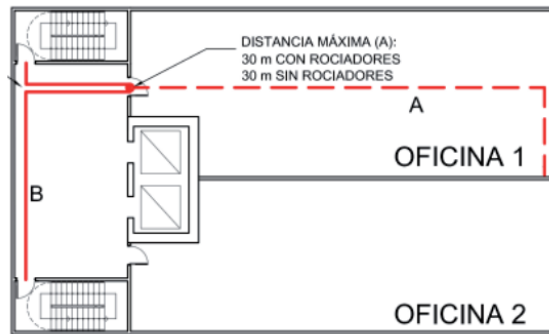 DISTANCIA MÁXIMA (A):
30 m CON ROCIADORES
30 m SIN ROCIADORES
A
OFICINA 1
B
OFICINA 2